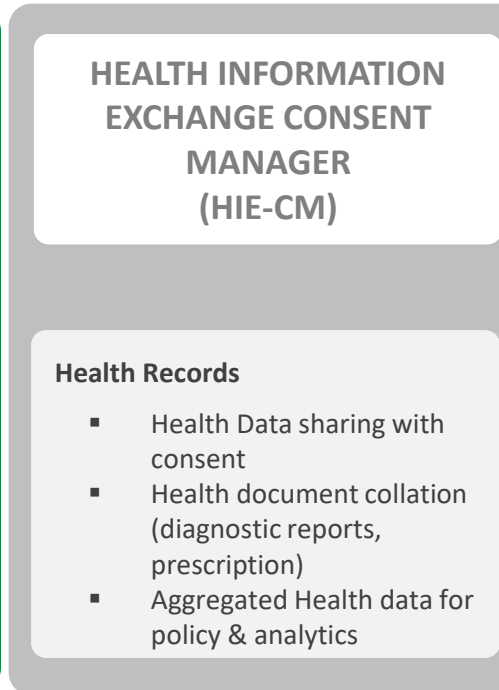 HEALTH INFORMATION
EXCHANGE CONSENT
MANAGER
(HIE-CM)
Health Records
▪ Health Data sharing with
consent
▪ Health document collation
(diagnostic reports,
prescription)
▪ Aggregated Health data for
policy & analytics